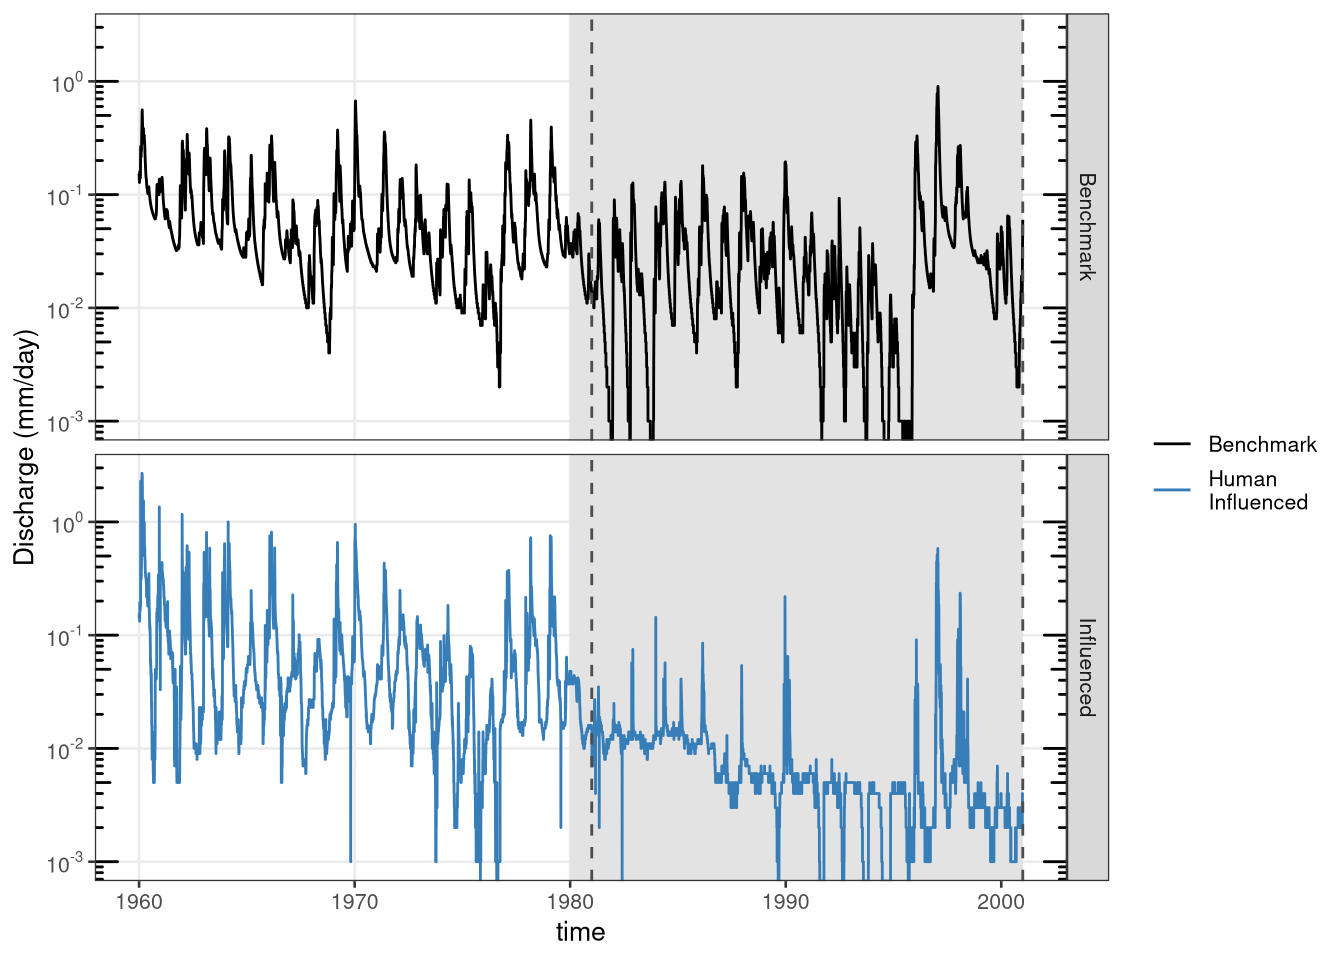 10^0
10^-1
10^-2
10^-3
Benchmark
10^0
10^-1
10^-2
10^-3
Influenced
Discharge (mm/day)
1960 1970 1980 1990 2000
time
Benchmark
Human
Influenced